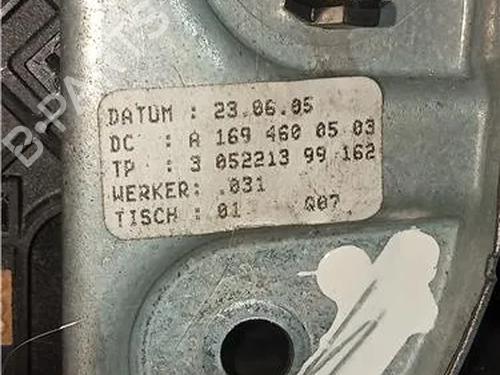 DATUM : 23.06.05
DC : A 169 460 05 03
TP : 3 052213 99 162
WERKER: .031
TISCH : 01 Q07
B-PARTS